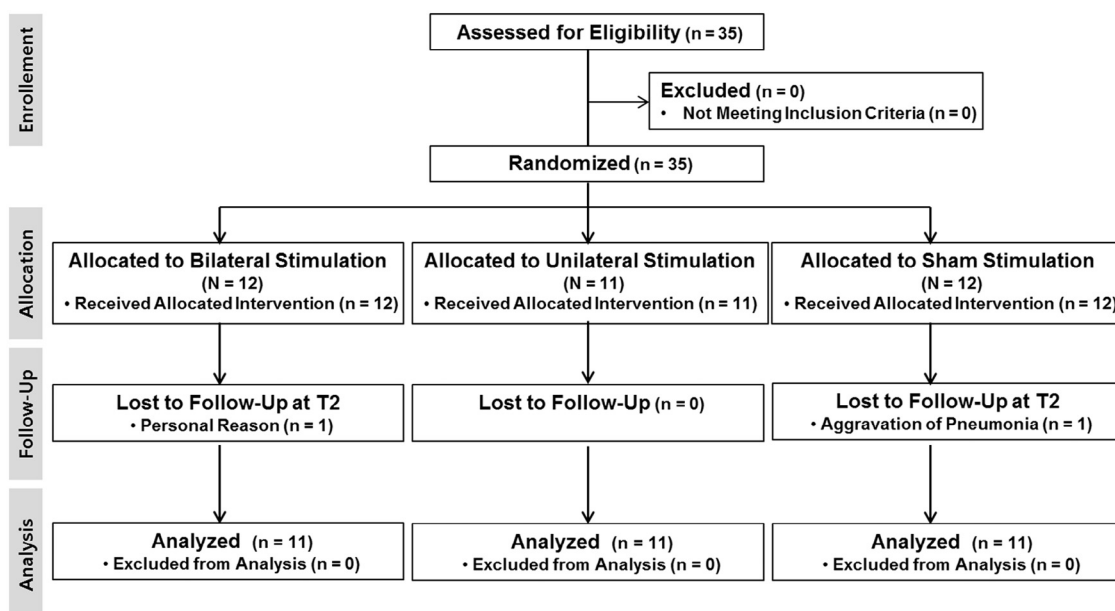 Enrollement
Assessed for Eligibility (n = 35)
Excluded (n = 0)
• Not Meeting Inclusion Criteria (n = 0)
Randomized (n = 35)
Allocation
Allocated to Bilateral Stimulation
(N = 12)
• Received Allocated Intervention (n = 12)
Allocated to Unilateral Stimulation
(N = 11)
• Received Allocated Intervention (n = 11)
Allocated to Sham Stimulation
(N = 12)
• Received Allocated Intervention (n = 12)
Follow-Up
Lost to Follow-Up at T2
• Personal Reason (n = 1)
Lost to Follow-Up (n = 0)
Lost to Follow-Up at T2
• Aggravation of Pneumonia (n = 1)
Analysis
Analyzed (n = 11)
• Excluded from Analysis (n = 0)
Analyzed (n = 11)
• Excluded from Analysis (n = 0)
Analyzed (n = 11)
• Excluded from Analysis (n = 0)